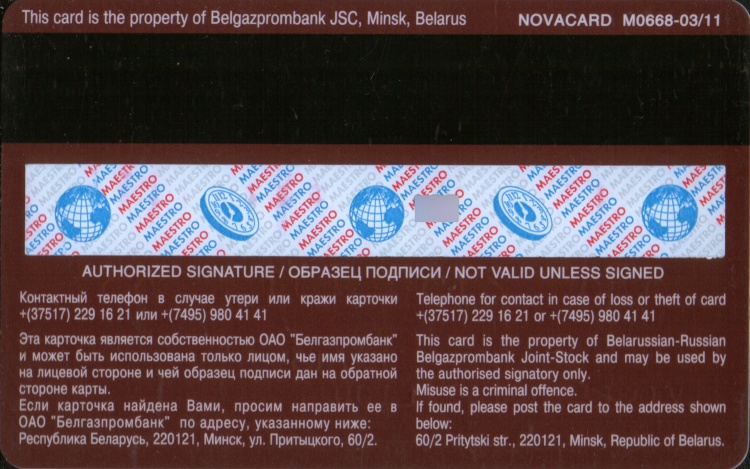 This card is the property of Belgazprombank JSC, Minsk, Belarus
NOVACARD M0668-03/11
MAESTRO MAESTRO MAESTRO MAESTRO
AUTHORIZED SIGNATURE / ОБРАЗЕЦ ПОДПИСИ / NOT VALID UNLESS SIGNED
Контактный телефон в случае утери или кражи карточки
+(37517) 229 16 21 или +(7495) 980 41 41
Эта карточка является собственностью ОАО "Белгазпромбанк"
и может быть использована только лицом, чье имя указано
на лицевой стороне и чей образец подписи дан на обратной
стороне карты.
Если карточка найдена Вами, просим направить ее в
ОАО "Белгазпромбанк" по адресу, указанному ниже:
Республика Беларусь, 220121, Минск, ул. Притыцкого, 60/2.
Telephone for contact in case of loss or theft of card
+(37517) 229 16 21 or +(7495) 980 41 41
This card is the property of Belarussian-Russian
Belgazprombank Joint-Stock and may be used by
the authorised signatory only.
Misuse is a criminal offence.
If found, please post the card to the address shown
below:
60/2 Pritytski str., 220121, Minsk, Republic of Belarus.